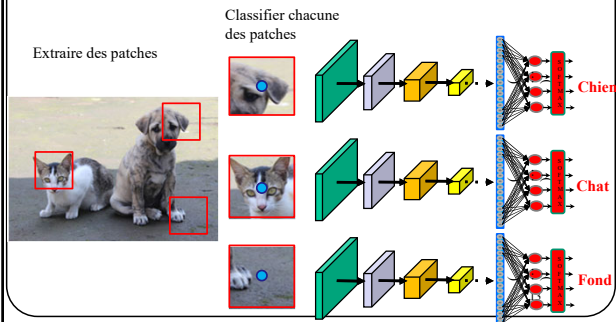 Classifier chacune
des patches
Extraire des patches
Chien
Chat
Fond